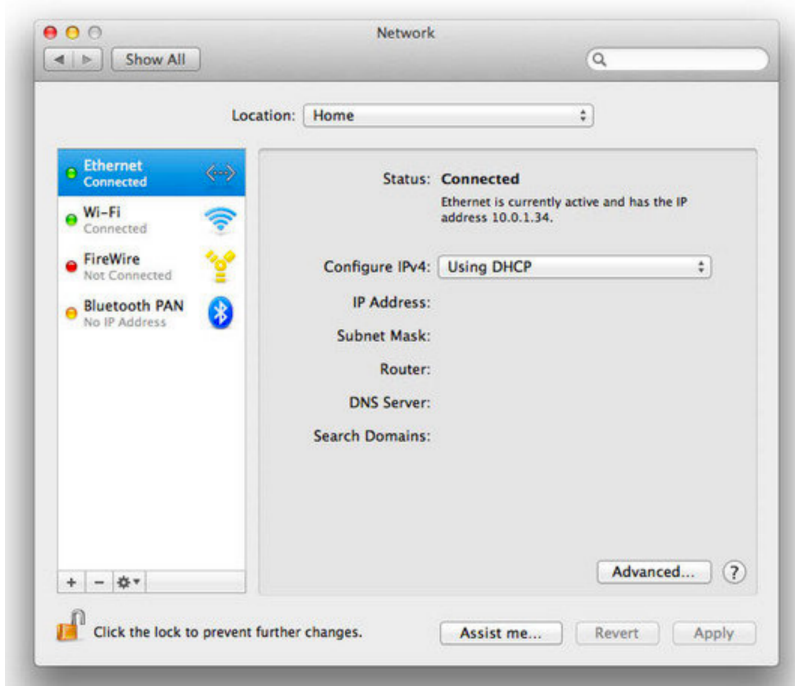 Network
Show All
Location: Home
Ethernet
Connected
Wi-Fi
Connected
FireWire
Not Connected
Bluetooth PAN
No IP Address
Status: Connected
Ethernet is currently active and has the IP
address 10.0.1.34.
Configure IPv4: Using DHCP
IP Address:
Subnet Mask:
Router:
DNS Server:
Search Domains:
Advanced... ?
Click the lock to prevent further changes.
Assist me... Revert Apply